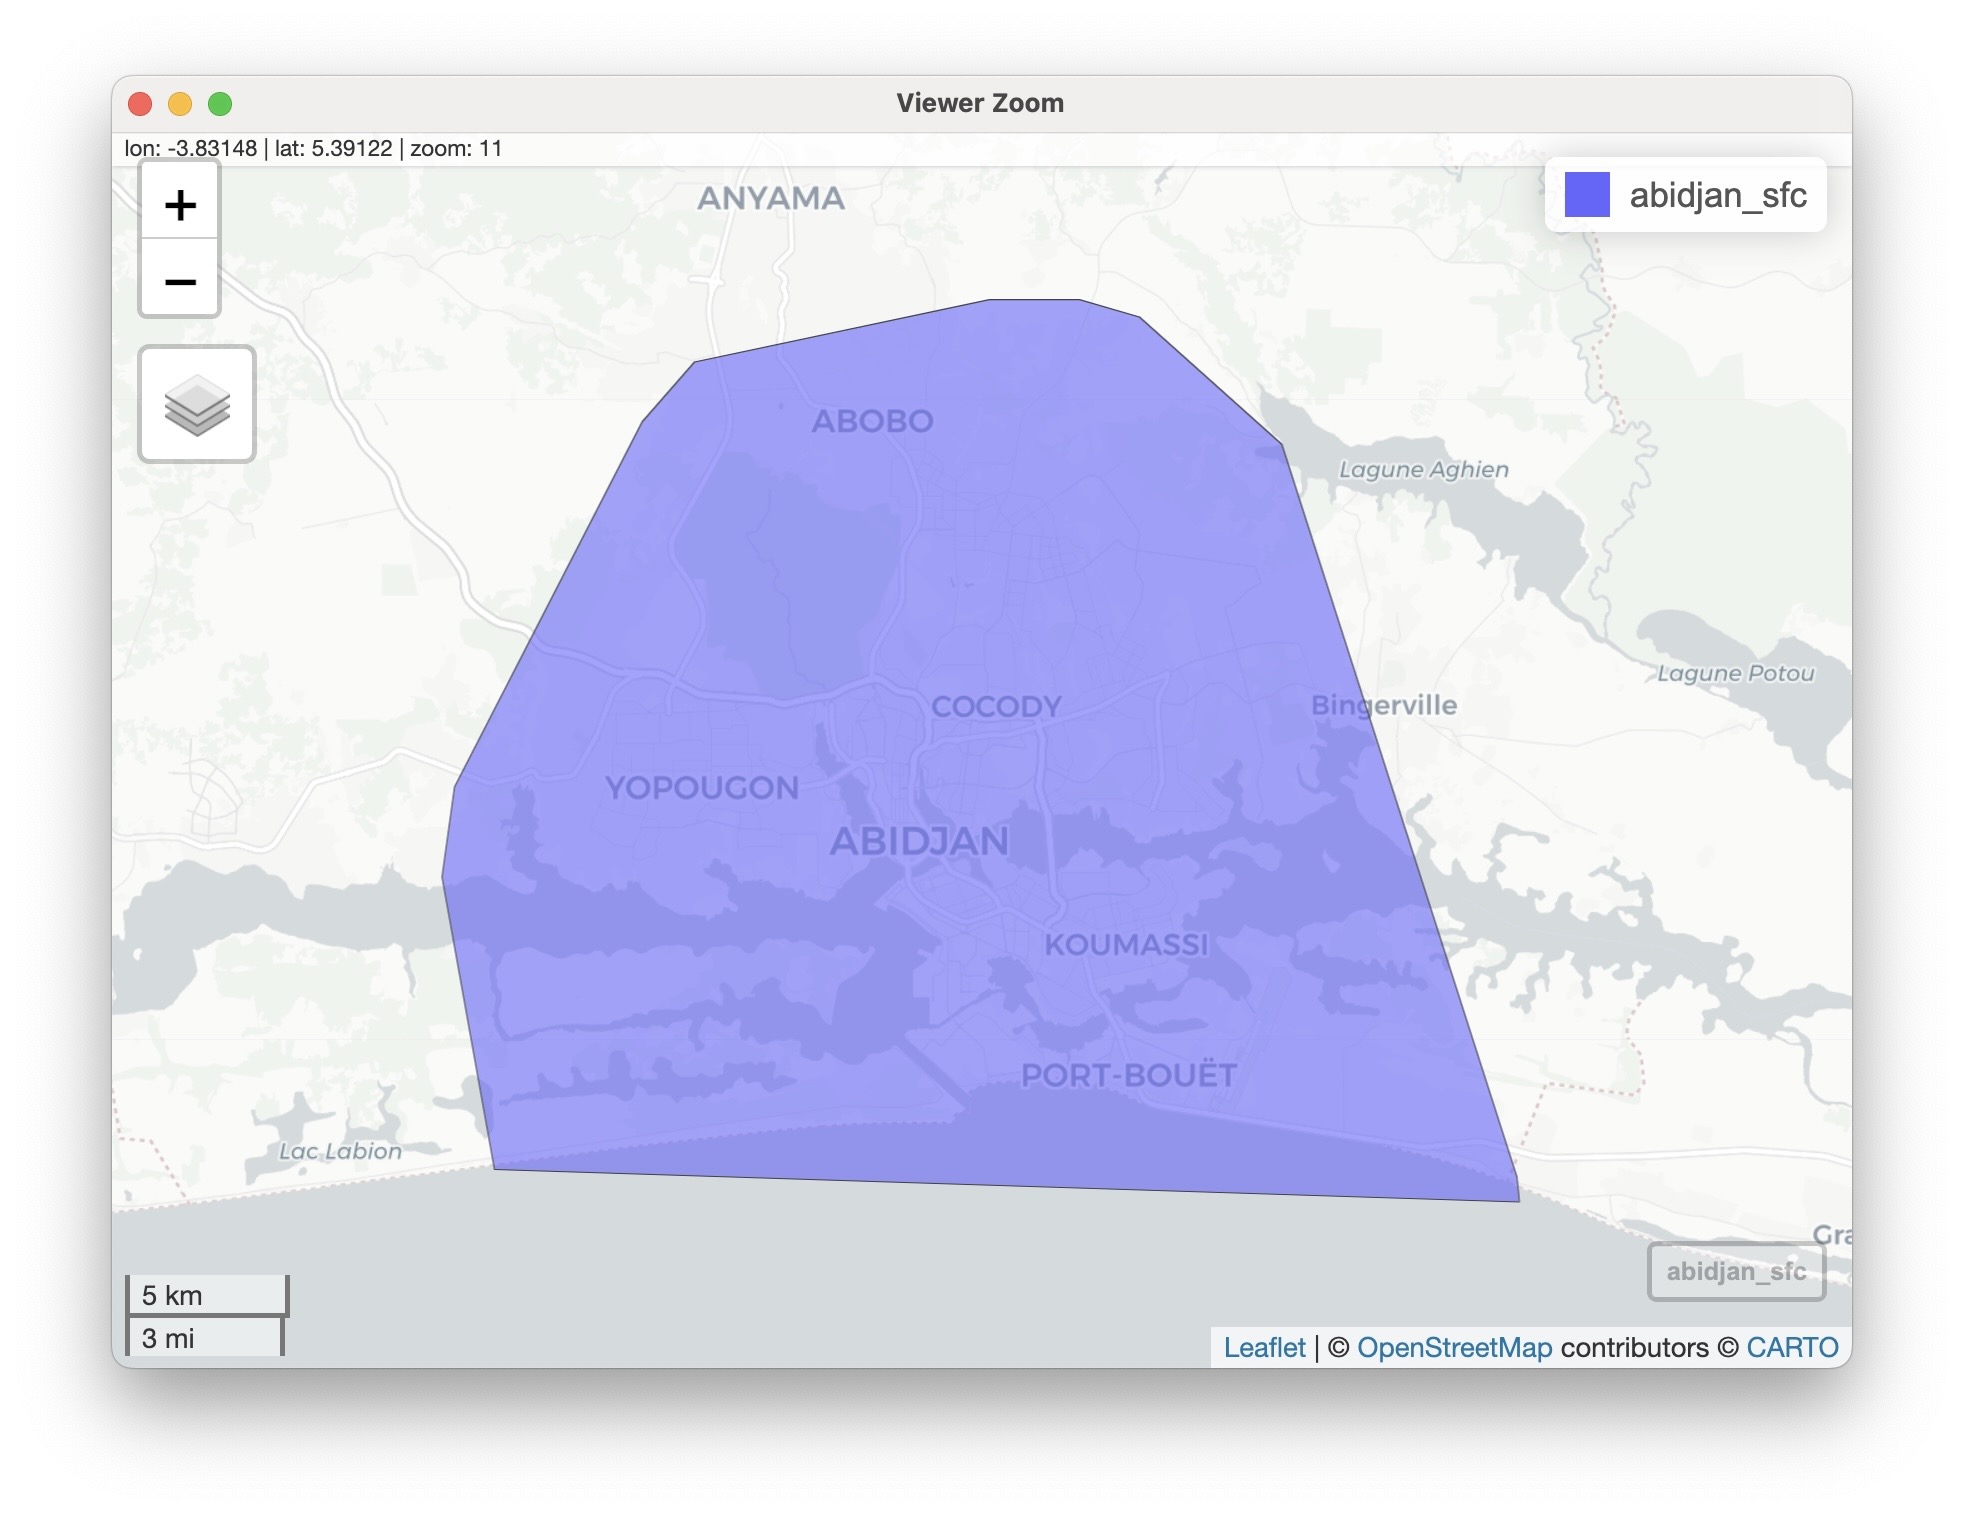 Viewer Zoom
lon: -3.83148 | lat: 5.39122 | zoom: 11
+
abidjan_sfc
−
ANYAMA
ABOBO
Lagune Aghien
Lagune Potou
COCODY
Bingerville
YOPOUGON
ABIDJAN
KOUMASSI
PORT-BOUËT
Lac Labion
Gra
abidjan_sfc
5 km
3 mi
Leaflet | © OpenStreetMap contributors © CARTO